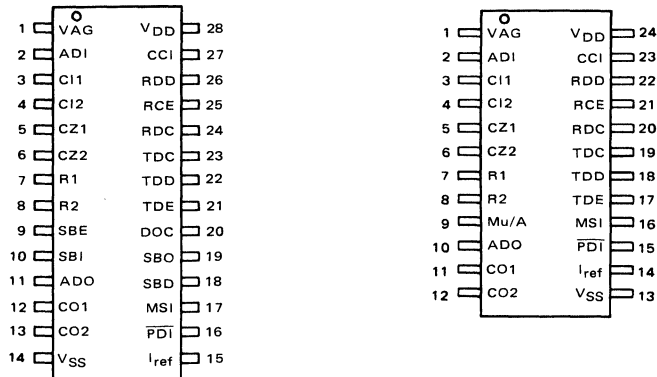 1 VAG VDD 28
2 ADI CCI 27
3 CI1 RDD 26
4 CI2 RCE 25
5 CZ1 RDC 24
6 CZ2 TDC 23
7 R1 TDD 22
8 R2 TDE 21
9 SBE DOC 20
10 SBI SBO 19
11 ADO SBD 18
12 CO1 MSI 17
13 CO2 PDI 16
14 VSS Iref 15
1 VAG VDD 24
2 ADI CCI 23
3 CI1 RDD 22
4 CI2 RCE 21
5 CZ1 RDC 20
6 CZ2 TDC 19
7 R1 TDD 18
8 R2 TDE 17
9 Mu/A MSI 16
10 ADO PDI 15
11 CO1 Iref 14
12 CO2 VSS 13